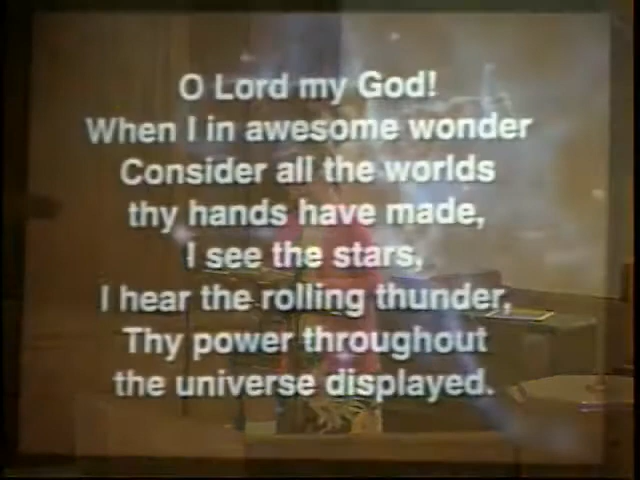 O Lord my God!
When I in awesome wonder
Consider all the worlds
thy hands have made,
I see the stars,
I hear the rolling thunder,
Thy power throughout
the universe displayed.